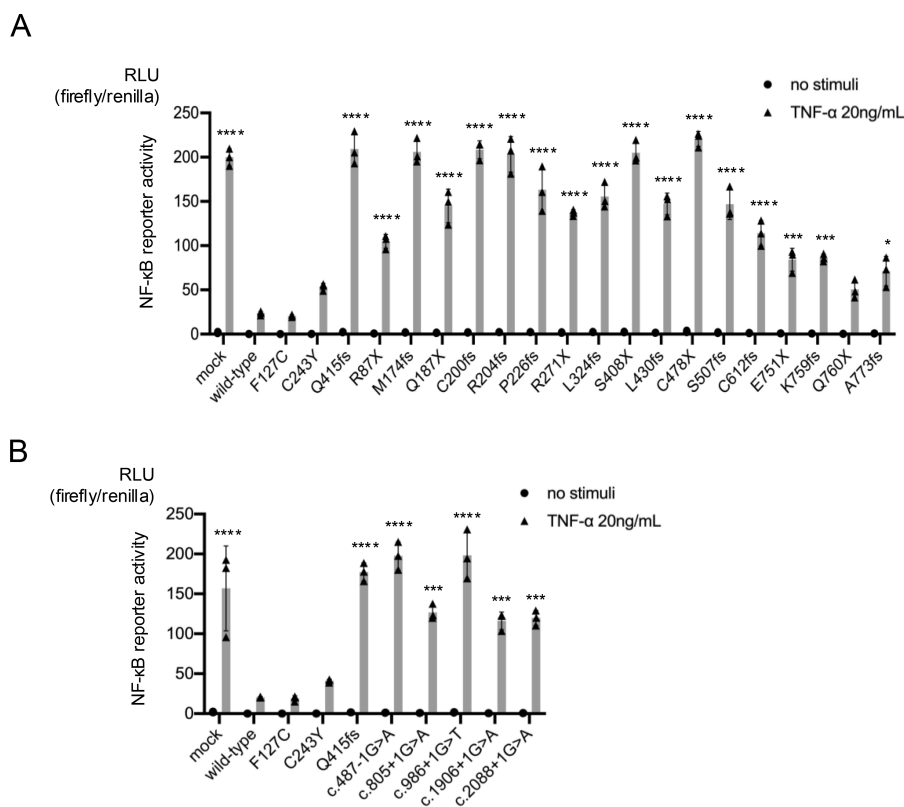 A
RLU
(firefly/renilla)
NF-κB reporter activity
no stimuli
TNF-α 20ng/mL
250
200
150
100
50
0
**** **** **** **** **** **** **** **** **** **** **** **** **** **** **** *** *** *
mock wild-type F127C C243Y Q415fs R87X M174fs Q187X C200fs R204fs P226fs R271X L324fs S408X L430fs C478X S507fs C612fs E751X K759fs Q760X A773fs
B
RLU
(firefly/renilla)
NF-κB reporter activity
no stimuli
TNF-α 20ng/mL
250
200
150
100
50
0
**** **** **** *** **** *** ***
mock wild-type F127C C243Y Q415fs c.487-1G>A c.805+1G>A c.986+1G>T c.1906+1G>A c.2088+1G>A